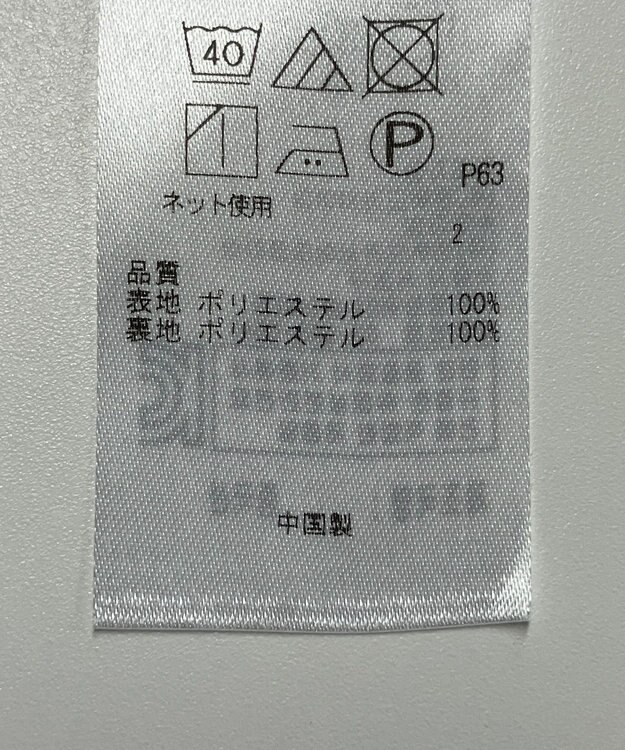 40
P
P63
ネット使用
2
品質
表地 ポリエステル 100%
裏地 ポリエステル 100%
中国製